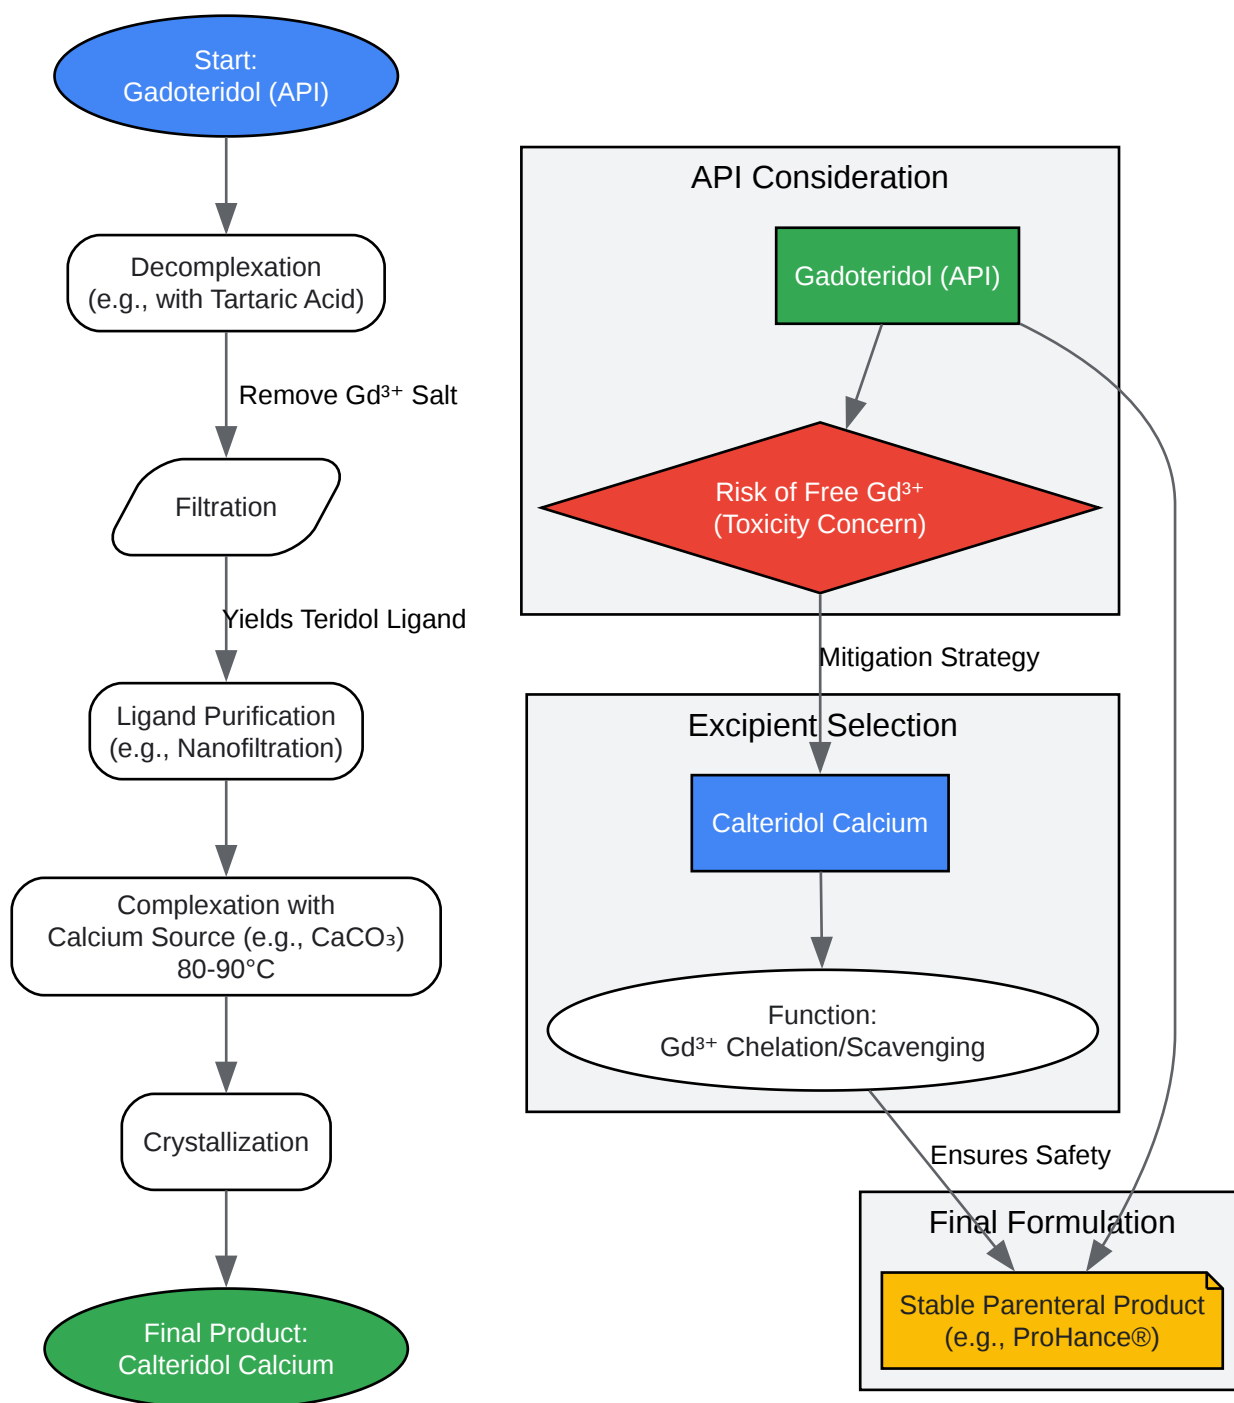 Start:
Gadoteridol (API)
Decomplexation
(e.g., with Tartaric Acid)
Remove Gd³⁺ Salt
Filtration
Yields Teridol Ligand
Ligand Purification
(e.g., Nanofiltration)
Complexation with
Calcium Source (e.g., CaCO₃)
80-90°C
Crystallization
Final Product:
Calteridol Calcium
API Consideration
Gadoteridol (API)
Risk of Free Gd³⁺
(Toxicity Concern)
Mitigation Strategy
Excipient Selection
Calteridol Calcium
Function:
Gd³⁺ Chelation/Scavenging
Ensures Safety
Final Formulation
Stable Parenteral Product
(e.g., ProHance®)